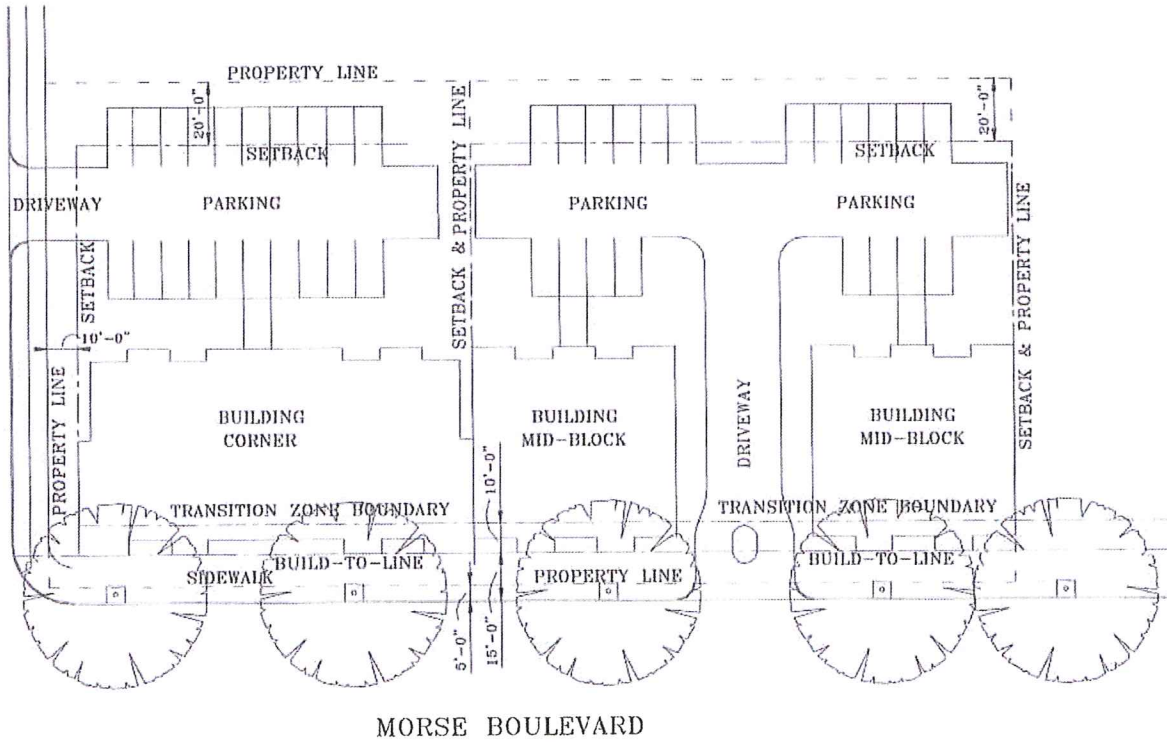 PROPERTY LINE
20'-0"
SETBACK
SETBACK & PROPERTY LINE
20'-0"
SETBACK
DRIVEWAY
PARKING
PARKING
PARKING
SETBACK
10'-0"
PROPERTY LINE
SETBACK & PROPERTY LINE
BUILDING
CORNER
BUILDING
MID-BLOCK
DRIVEWAY
BUILDING
MID-BLOCK
TRANSITION ZONE BOUNDARY
10'-0"
TRANSITION ZONE BOUNDARY
SIDEWALK
BUILD-TO-LINE
PROPERTY LINE
BUILD-TO-LINE
5'-0"
15'-0"
MORSE BOULEVARD